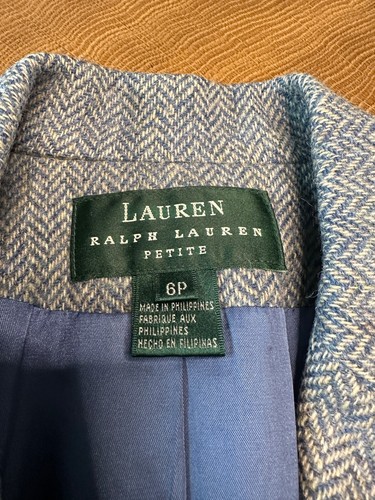 LAUREN
RALPH LAUREN
PETITE
6P
MADE IN PHILIPPINES
FABRIQUE AUX
PHILIPPINES
HECHO EN FILIPINAS